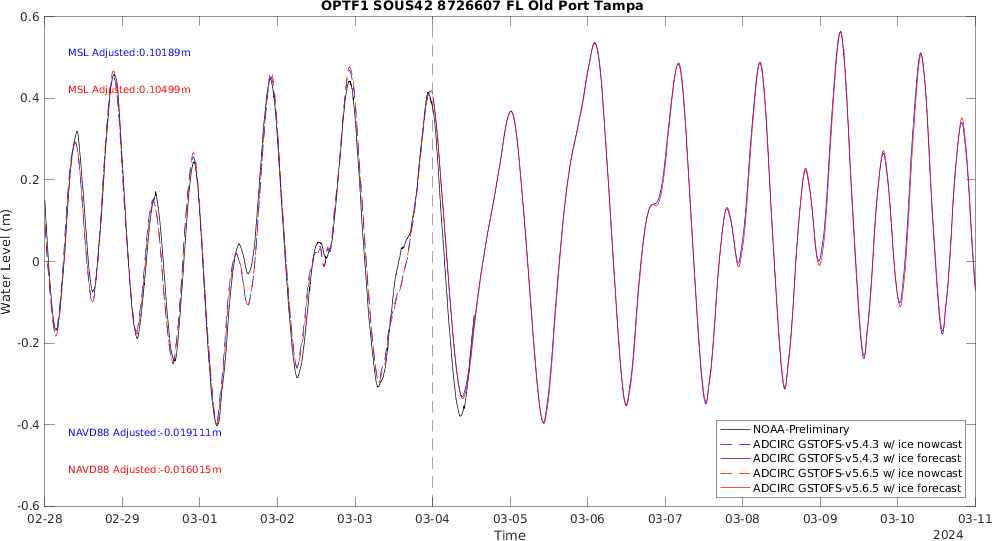 OPTF1 SOUS42 8726607 FL Old Port Tampa
0.6
0.4
0.2
0
-0.2
-0.4
-0.6
Water Level (m)
MSL Adjusted:0.10189m
MSL Adjusted:0.10499m
NAVD88 Adjusted:-0.019111m
NAVD88 Adjusted:-0.016015m
NOAA-Preliminary
ADCIRC GSTOFS-v5.4.3 w/ ice nowcast
ADCIRC GSTOFS-v5.4.3 w/ ice forecast
ADCIRC GSTOFS-v5.6.5 w/ ice nowcast
ADCIRC GSTOFS-v5.6.5 w/ ice forecast
02-28 02-29 03-01 03-02 03-03 03-04 03-05 03-06 03-07 03-08 03-09 03-10 03-11
Time
2024